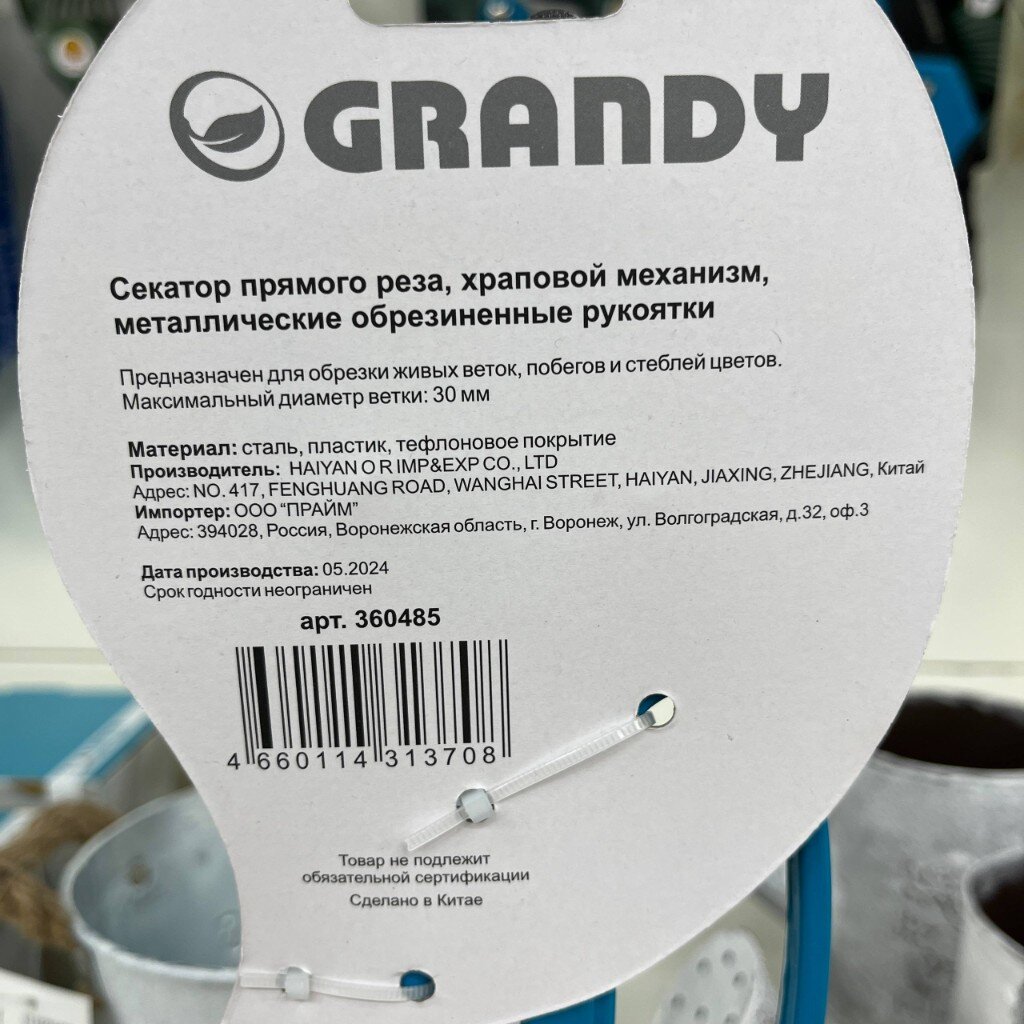 GRANDY
Секатор прямого реза, храповой механизм,
металлические обрезиненные рукоятки
Предназначен для обрезки живых веток, побегов и стеблей цветов.
Максимальный диаметр ветки: 30 мм
Материал: сталь, пластик, тефлоновое покрытие
Производитель: HAIYAN O R IMP&EXP CO., LTD
Адрес: NO. 417, FENGHUANG ROAD, WANGHAI STREET, HAIYAN, JIAXING, ZHEJIANG, Китай
Импортер: ООО "ПРАЙМ"
Адрес: 394028, Россия, Воронежская область, г. Воронеж, ул. Волгоградская, д.32, оф.3
Дата производства: 05.2024
Срок годности неограничен
арт. 360485
4 660114 313708
Товар не подлежит
обязательной сертификации
Сделано в Китае